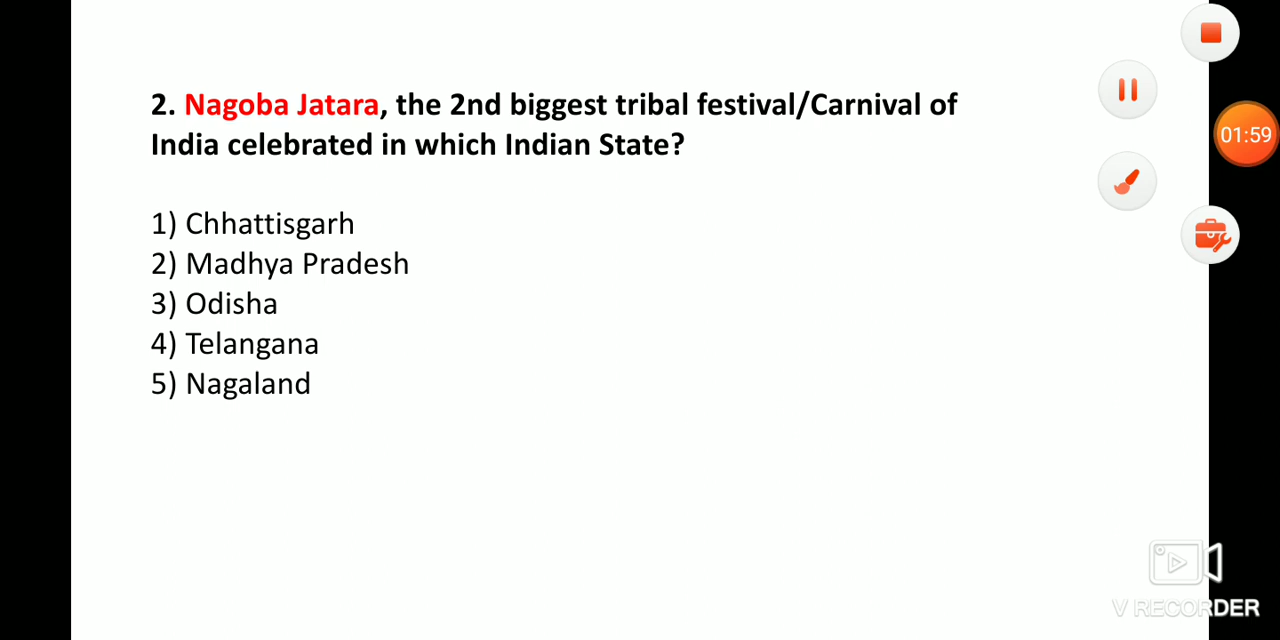 2. Nagoba Jatara, the 2nd biggest tribal festival/Carnival of
India celebrated in which Indian State?
1) Chhattisgarh
2) Madhya Pradesh
3) Odisha
4) Telangana
5) Nagaland
01:59
V RECORDER